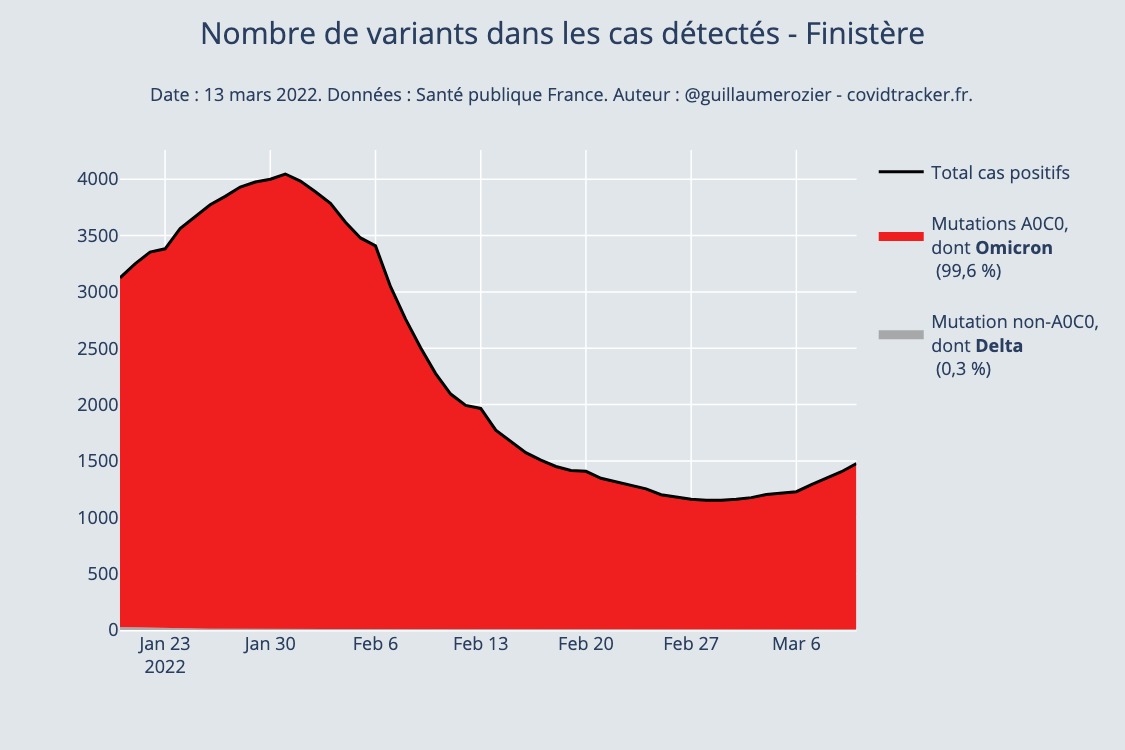 Nombre de variants dans les cas détectés - Finistère
Date : 13 mars 2022. Données : Santé publique France. Auteur : @guillaumerozier - covidtracker.fr.
4000
3500
3000
2500
2000
1500
1000
500
0
Jan 23
2022
Jan 30
Feb 6
Feb 13
Feb 20
Feb 27
Mar 6
Total cas positifs
Mutations A0C0,
dont Omicron
(99,6 %)
Mutation non-A0C0,
dont Delta
(0,3 %)